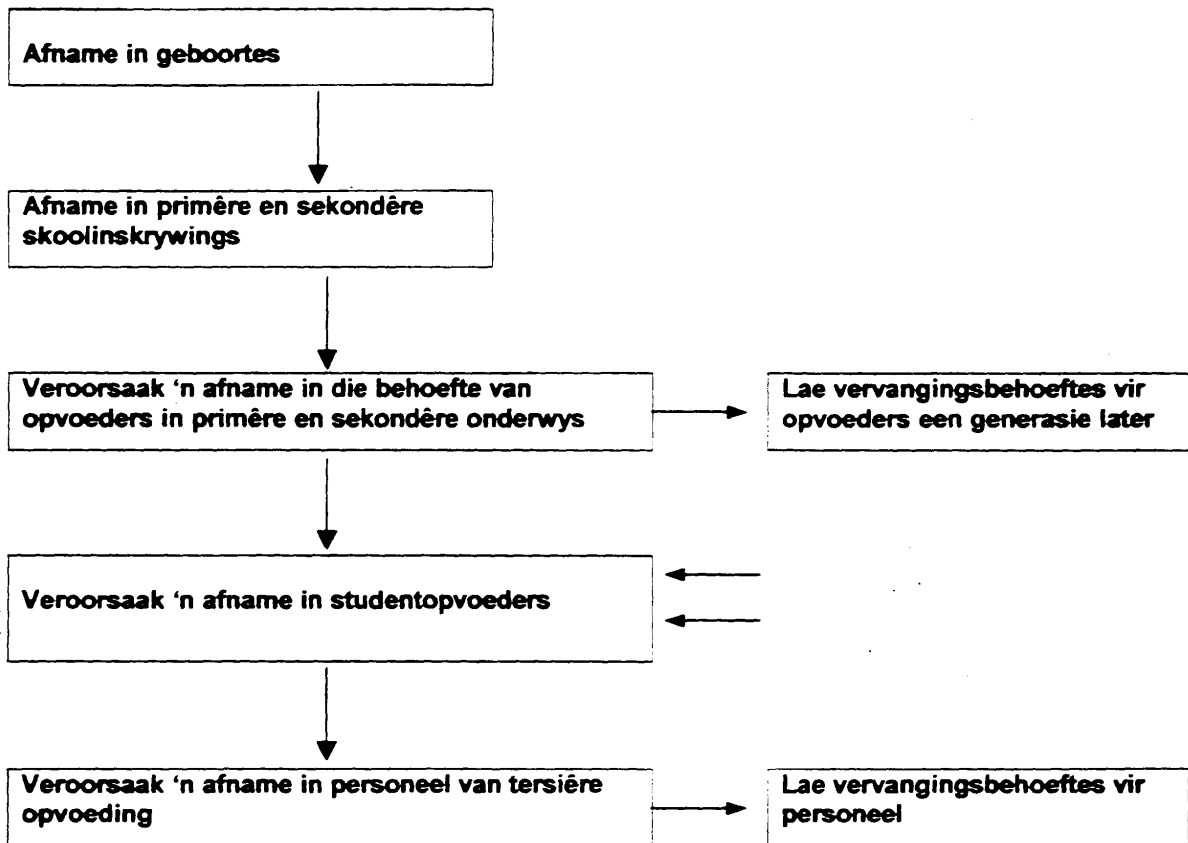 Afname in geboortes
Afname in primêre en sekondêre
skoolinskrywings
Veroorsaak ‘n afname in die behoefte van
opvoeders in primêre en sekondêre onderwys
Lae vervangingsbehoeftes vir
opvoeders een generasie later
Veroorsaak ‘n afname in studentopvoeders
Veroorsaak ‘n afname in personeel van tersiêre
opvoeding
Lae vervangingsbehoeftes vir
personeel